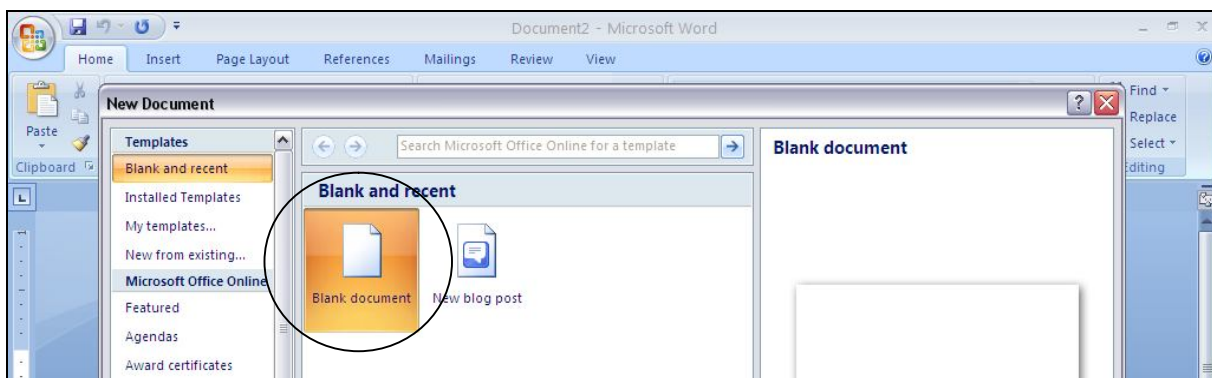 Document2 - Microsoft Word
Home Insert Page Layout References Mailings Review View
New Document
Find
Replace
Select
Editing
Paste
Clipboard
Templates
Blank and recent
Installed Templates
My templates...
New from existing...
Microsoft Office Online
Featured
Agendas
Award certificates
Search Microsoft Office Online for a template
Blank and recent
Blank document
New blog post
Blank document